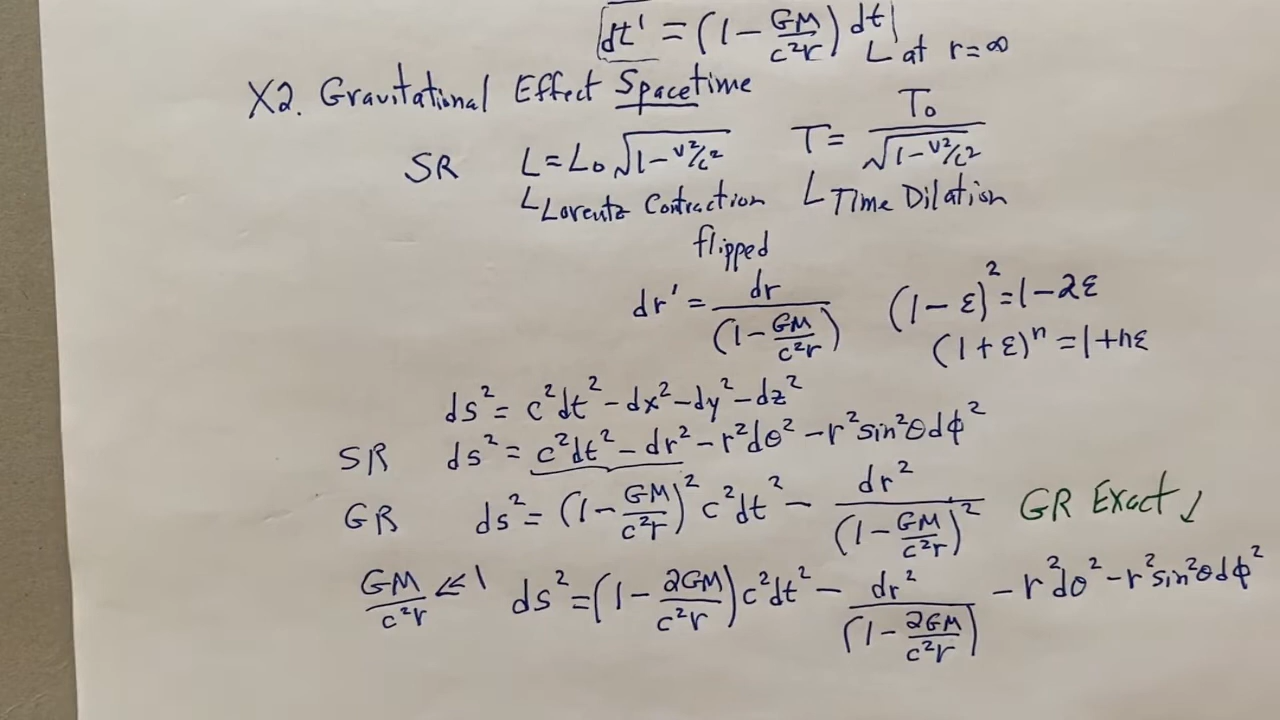 dt' = (1 - GM/c²r) dt
at r=∞
X2. Gravitational Effect Spacetime
SR L = L₀ √1-v²/c² T = T₀/√1-v²/c²
Lorentz Contraction Time Dilation
flipped
dr' = dr/(1 - GM/c²r) (1-ε)² = 1-2ε
(1+ε)ⁿ = 1+nε
ds² = c²dt² - dx² - dy² - dz²
SR ds² = c²dt² - dr² - r²dθ² - r²sin²θdϕ²
GR ds² = (1 - GM/c²r)² c²dt² - dr²/(1 - GM/c²r)² GR Exact ↓
GM/c²r << 1 ds² = (1 - 2GM/c²r) c²dt² - dr²/(1 - 2GM/c²r) - r²dθ² - r²sin²θdϕ²